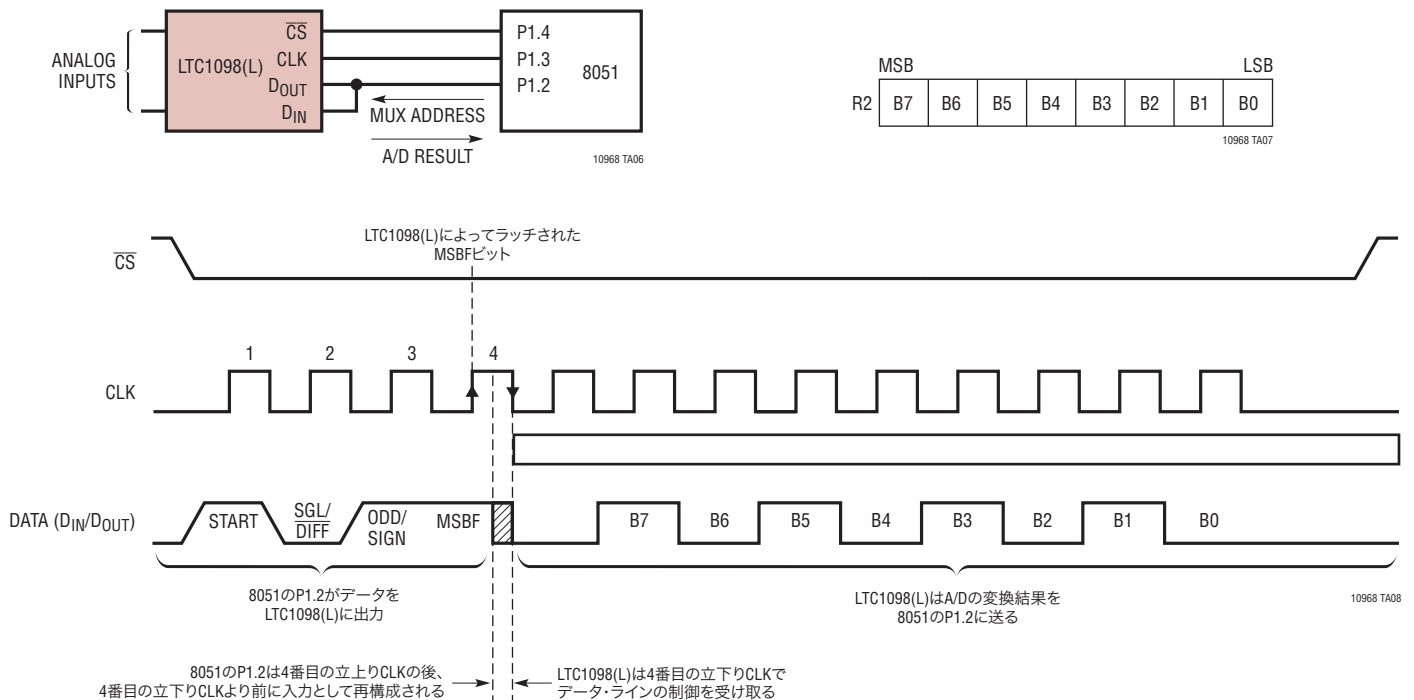 ANALOG
INPUTS
LTC1098(L)
CS
CLK
DOUT
DIN
P1.4
P1.3
P1.2
8051
MUX ADDRESS
A/D RESULT
10968 TA06
MSB LSB
R2 B7 B6 B5 B4 B3 B2 B1 B0
10968 TA07
LTC1098(L)によってラッチされた
MSBFビット
CS
1 2 3 4
CLK
DATA (DIN/DOUT)
START
SGL/
DIFF
ODD/
SIGN
MSBF
B7 B6 B5 B4 B3 B2 B1 B0
8051のP1.2がデータを
LTC1098(L)に出力
LTC1098(L)はA/Dの変換結果を
8051のP1.2に送る
10968 TA08
8051のP1.2は4番目の立上りCLKの後、
4番目の立下りCLKより前に入力として再構成される
LTC1098(L)は4番目の立下りCLKで
データ・ラインの制御を受け取る